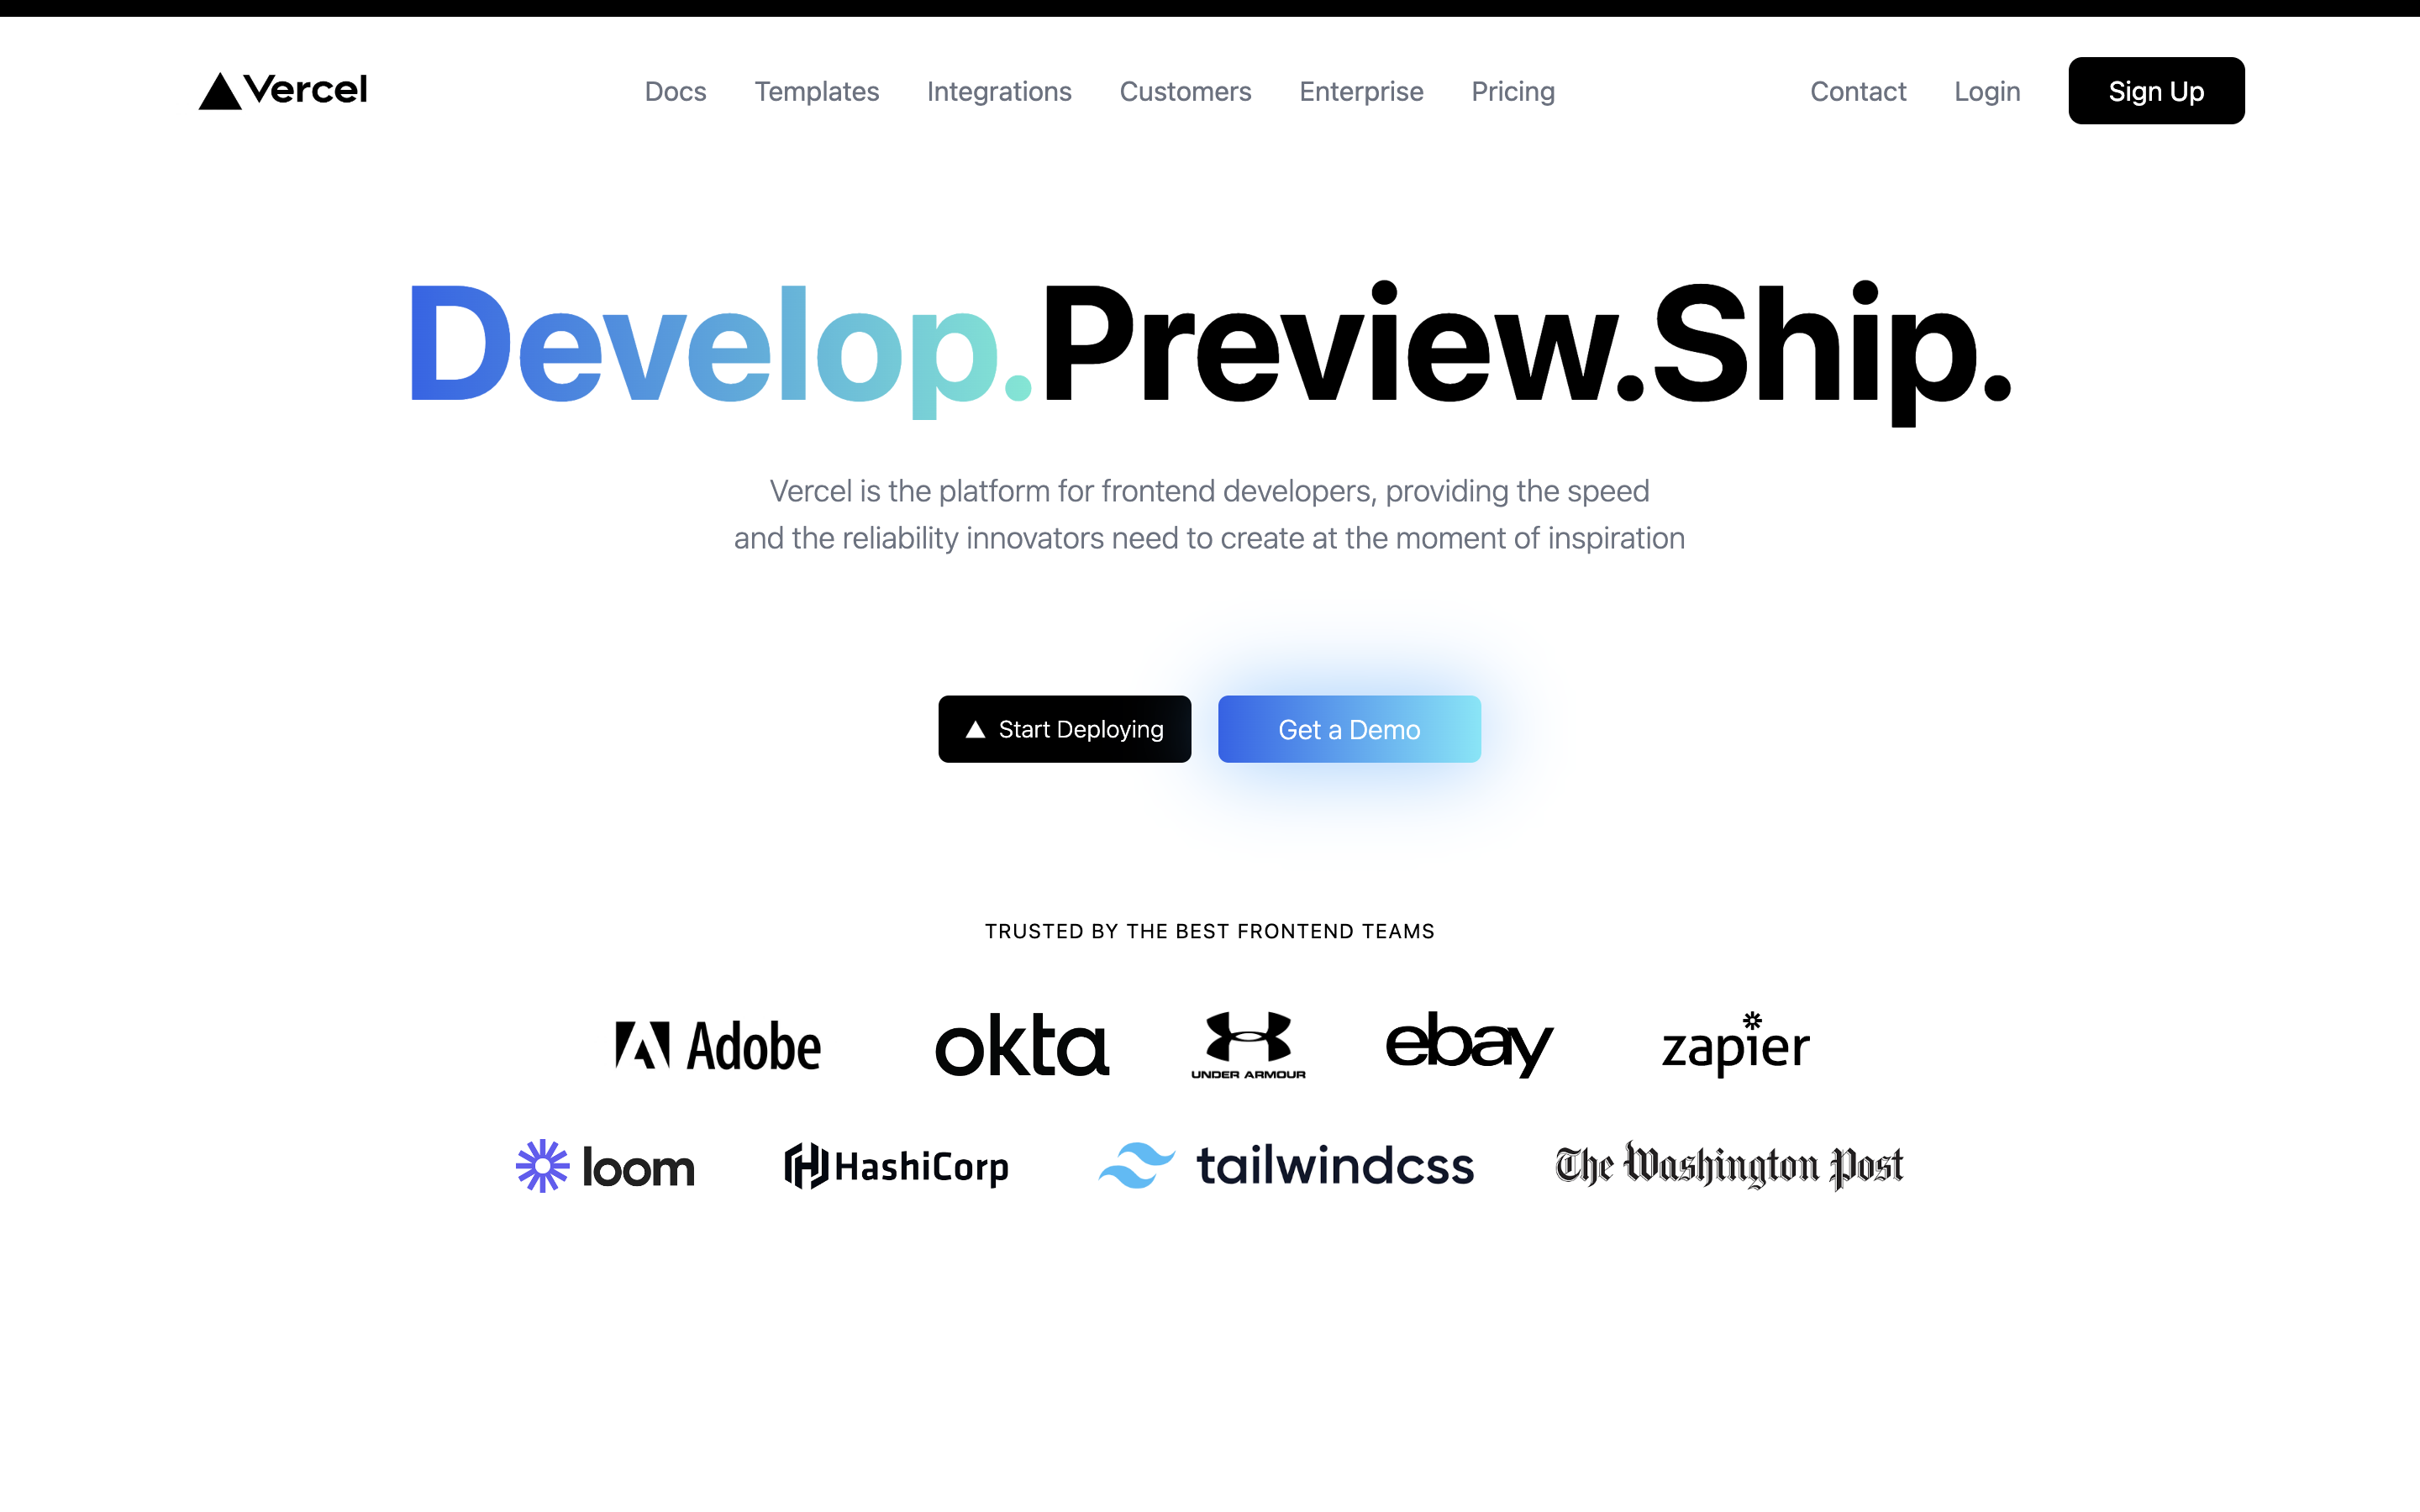 Vercel Docs Templates Integrations Customers Enterprise Pricing Contact Login Sign Up
Develop.Preview.Ship.
Vercel is the platform for frontend developers, providing the speed
and the reliability innovators need to create at the moment of inspiration
Start Deploying Get a Demo
TRUSTED BY THE BEST FRONTEND TEAMS
Adobe okta UNDER ARMOUR ebay zapier
loom HashiCorp tailwindcss The Washington Post